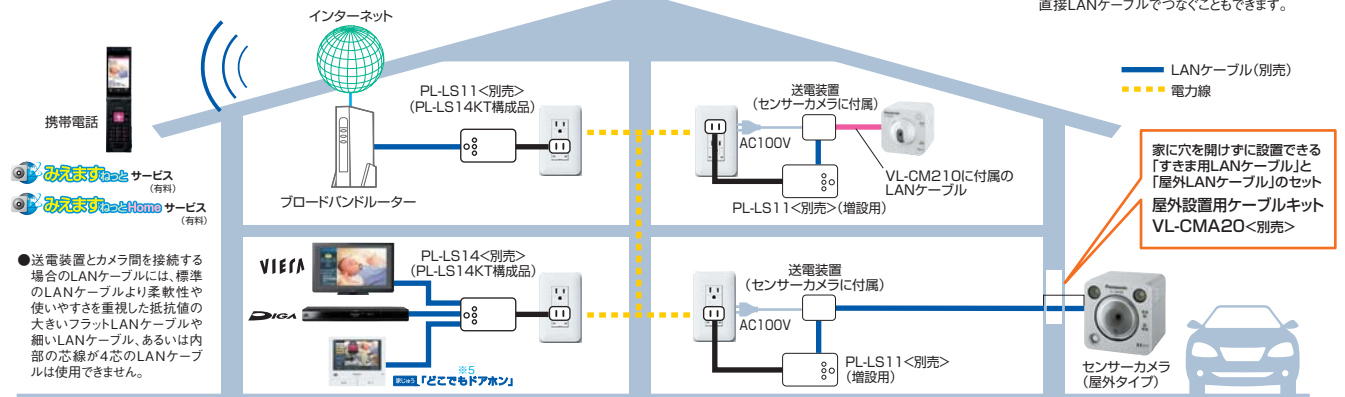 直接LANケーブルでつなぐこともできます。
インターネット
携帯電話
みえますねっと サービス
(有料)
みえますねっとHome サービス
(有料)
PL-LS11<別売>
(PL-LS14KT構成品)
ブロードバンドルーター
送電装置
(センサーカメラに付属)
AC100V
VL-CM210に付属の
LANケーブル
PL-LS11<別売>(増設用)
LANケーブル(別売)
電力線
家に穴を開けずに設置できる
「すきま用LANケーブル」と
「屋外LANケーブル」のセット
屋外設置用ケーブルキット
VL-CMA20<別売>
●送電装置とカメラ間を接続する
場合のLANケーブルには、標準
のLANケーブルより柔軟性や
使いやすさを重視した抵抗値の
大きいフラットLANケーブルや
細いLANケーブル、あるいは内
部の芯線が4芯のLANケーブ
ルは使用できません。
VIERA
DIGA
PL-LS14<別売>
(PL-LS14KT構成品)
※5
「どこでもドアホン」
送電装置
(センサーカメラに付属)
AC100V
PL-LS11<別売>
(増設用)
Panasonic
センサーカメラ
(屋外タイプ)